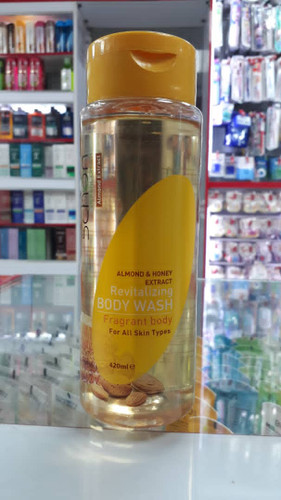 ALMOND & HONEY
EXTRACT
Revitalizing
BODY WASH
Fragrant body
For All Skin Types
420ml e